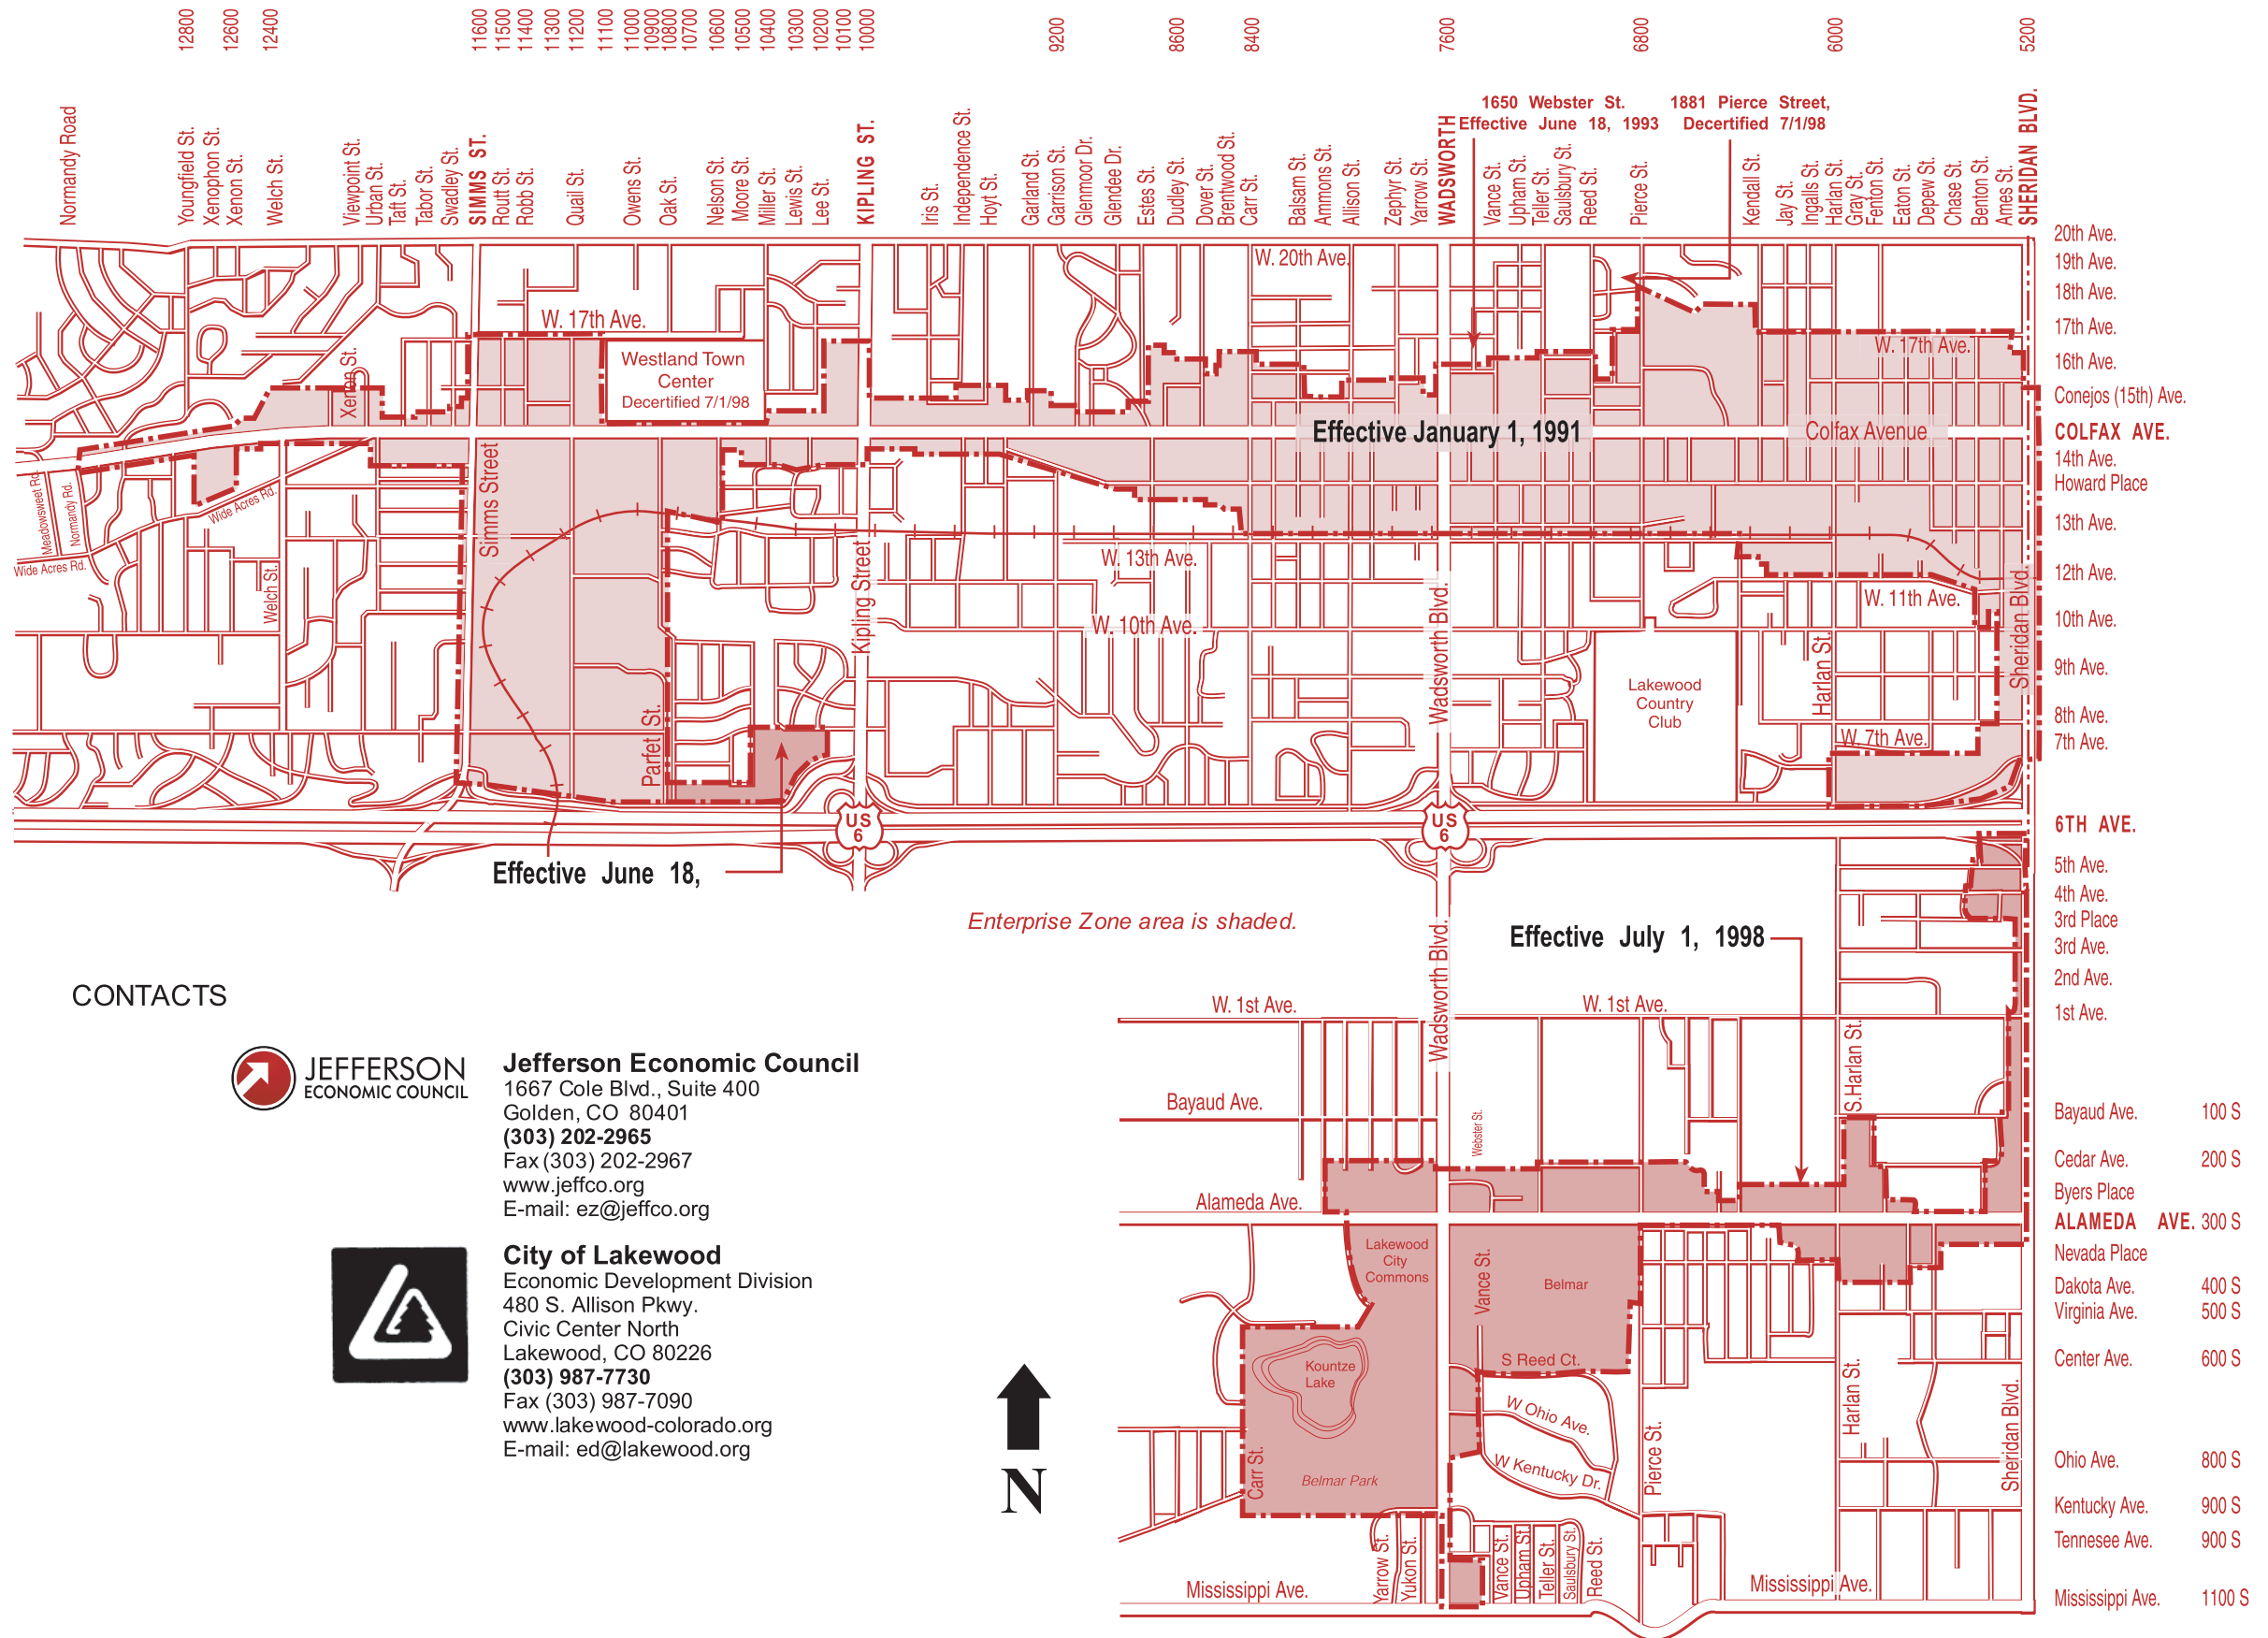 12800
12600
12400
11600
11500
11400
11300
11200
11100
11000
10900
10800
10700
10600
10500
10400
10300
10200
10100
10000
9200
8600
8400
7600
6800
6000
5200
Normandy Road
Youngfield St.
Xenophon St.
Xenon St.
Welch St.
Viewpoint St.
Urban St.
Taft St.
Tabor St.
Swadley St.
SIMMS ST.
Routt St.
Robb St.
Quail St.
Owens St.
Oak St.
Nelson St.
Moore St.
Miller St.
Lewis St.
Lee St.
KIPLING ST.
Iris St.
Independence St.
Hoyt St.
Garland St.
Garrison St.
Glenmoor Dr.
Glendee Dr.
Estes St.
Dudley St.
Dover St.
Brentwood St.
Carr St.
Balsam St.
Ammons St.
Allison St.
Zephyr St.
Yarrow St.
WADSWORTH
1650 Webster St.
Effective June 18, 1993
1881 Pierce Street,
Decertified 7/1/98
Vance St.
Upham St.
Teller St.
Saulsbury St.
Reed St.
Pierce St.
Kendall St.
Jay St.
Ingalls St.
Harlan St.
Gray St.
Fenton St.
Eaton St.
Depew St.
Chase St.
Benton St.
Ames St.
SHERIDAN BLVD.
20th Ave.
19th Ave.
18th Ave.
17th Ave.
16th Ave.
Conejos (15th) Ave.
COLFAX AVE.
14th Ave.
Howard Place
13th Ave.
12th Ave.
10th Ave.
9th Ave.
8th Ave.
7th Ave.
6TH AVE.
5th Ave.
4th Ave.
3rd Place
3rd Ave.
2nd Ave.
1st Ave.
Bayaud Ave. 100 S
Cedar Ave. 200 S
Byers Place
ALAMEDA AVE. 300 S
Nevada Place
Dakota Ave. 400 S
Virginia Ave. 500 S
Center Ave. 600 S
Ohio Ave. 800 S
Kentucky Ave. 900 S
Tennesee Ave. 900 S
Mississippi Ave. 1100 S
W. 20th Ave.
W. 17th Ave.
W. 17th Ave.
Westland Town
Center
Decertified 7/1/98
Xenon St.
Effective January 1, 1991
Colfax Avenue
Simms Street
Meadowsweet Rd.
Normandy Rd.
Wide Acres Rd.
Wide Acres Rd.
Welch St.
Kipling Street
W. 13th Ave.
W. 10th Ave.
Wadsworth Blvd.
W. 11th Ave.
Harlan St.
Sheridan Blvd.
Lakewood
Country
Club
Parfet St.
W. 7th Ave.
US
6
US
6
Effective June 18,
Enterprise Zone area is shaded.
Effective July 1, 1998
Wadsworth Blvd.
W. 1st Ave.
W. 1st Ave.
S.Harlan St.
Bayaud Ave.
Webster St.
Alameda Ave.
Lakewood
City
Commons
Vance St.
Belmar
S Reed Ct.
Kountze
Lake
W Ohio Ave.
W Kentucky Dr.
Carr St.
Belmar Park
Pierce St.
Harlan St.
Sheridan Blvd.
Yarrow St.
Yukon St.
Vance St.
Upham St.
Teller St.
Saulsbury St.
Reed St.
Mississippi Ave.
Mississippi Ave.
CONTACTS
JEFFERSON
ECONOMIC COUNCIL
Jefferson Economic Council
1667 Cole Blvd., Suite 400
Golden, CO 80401
(303) 202-2965
Fax (303) 202-2967
www.jeffco.org
E-mail: ez@jeffco.org
City of Lakewood
Economic Development Division
480 S. Allison Pkwy.
Civic Center North
Lakewood, CO 80226
(303) 987-7730
Fax (303) 987-7090
www.lakewood-colorado.org
E-mail: ed@lakewood.org
N